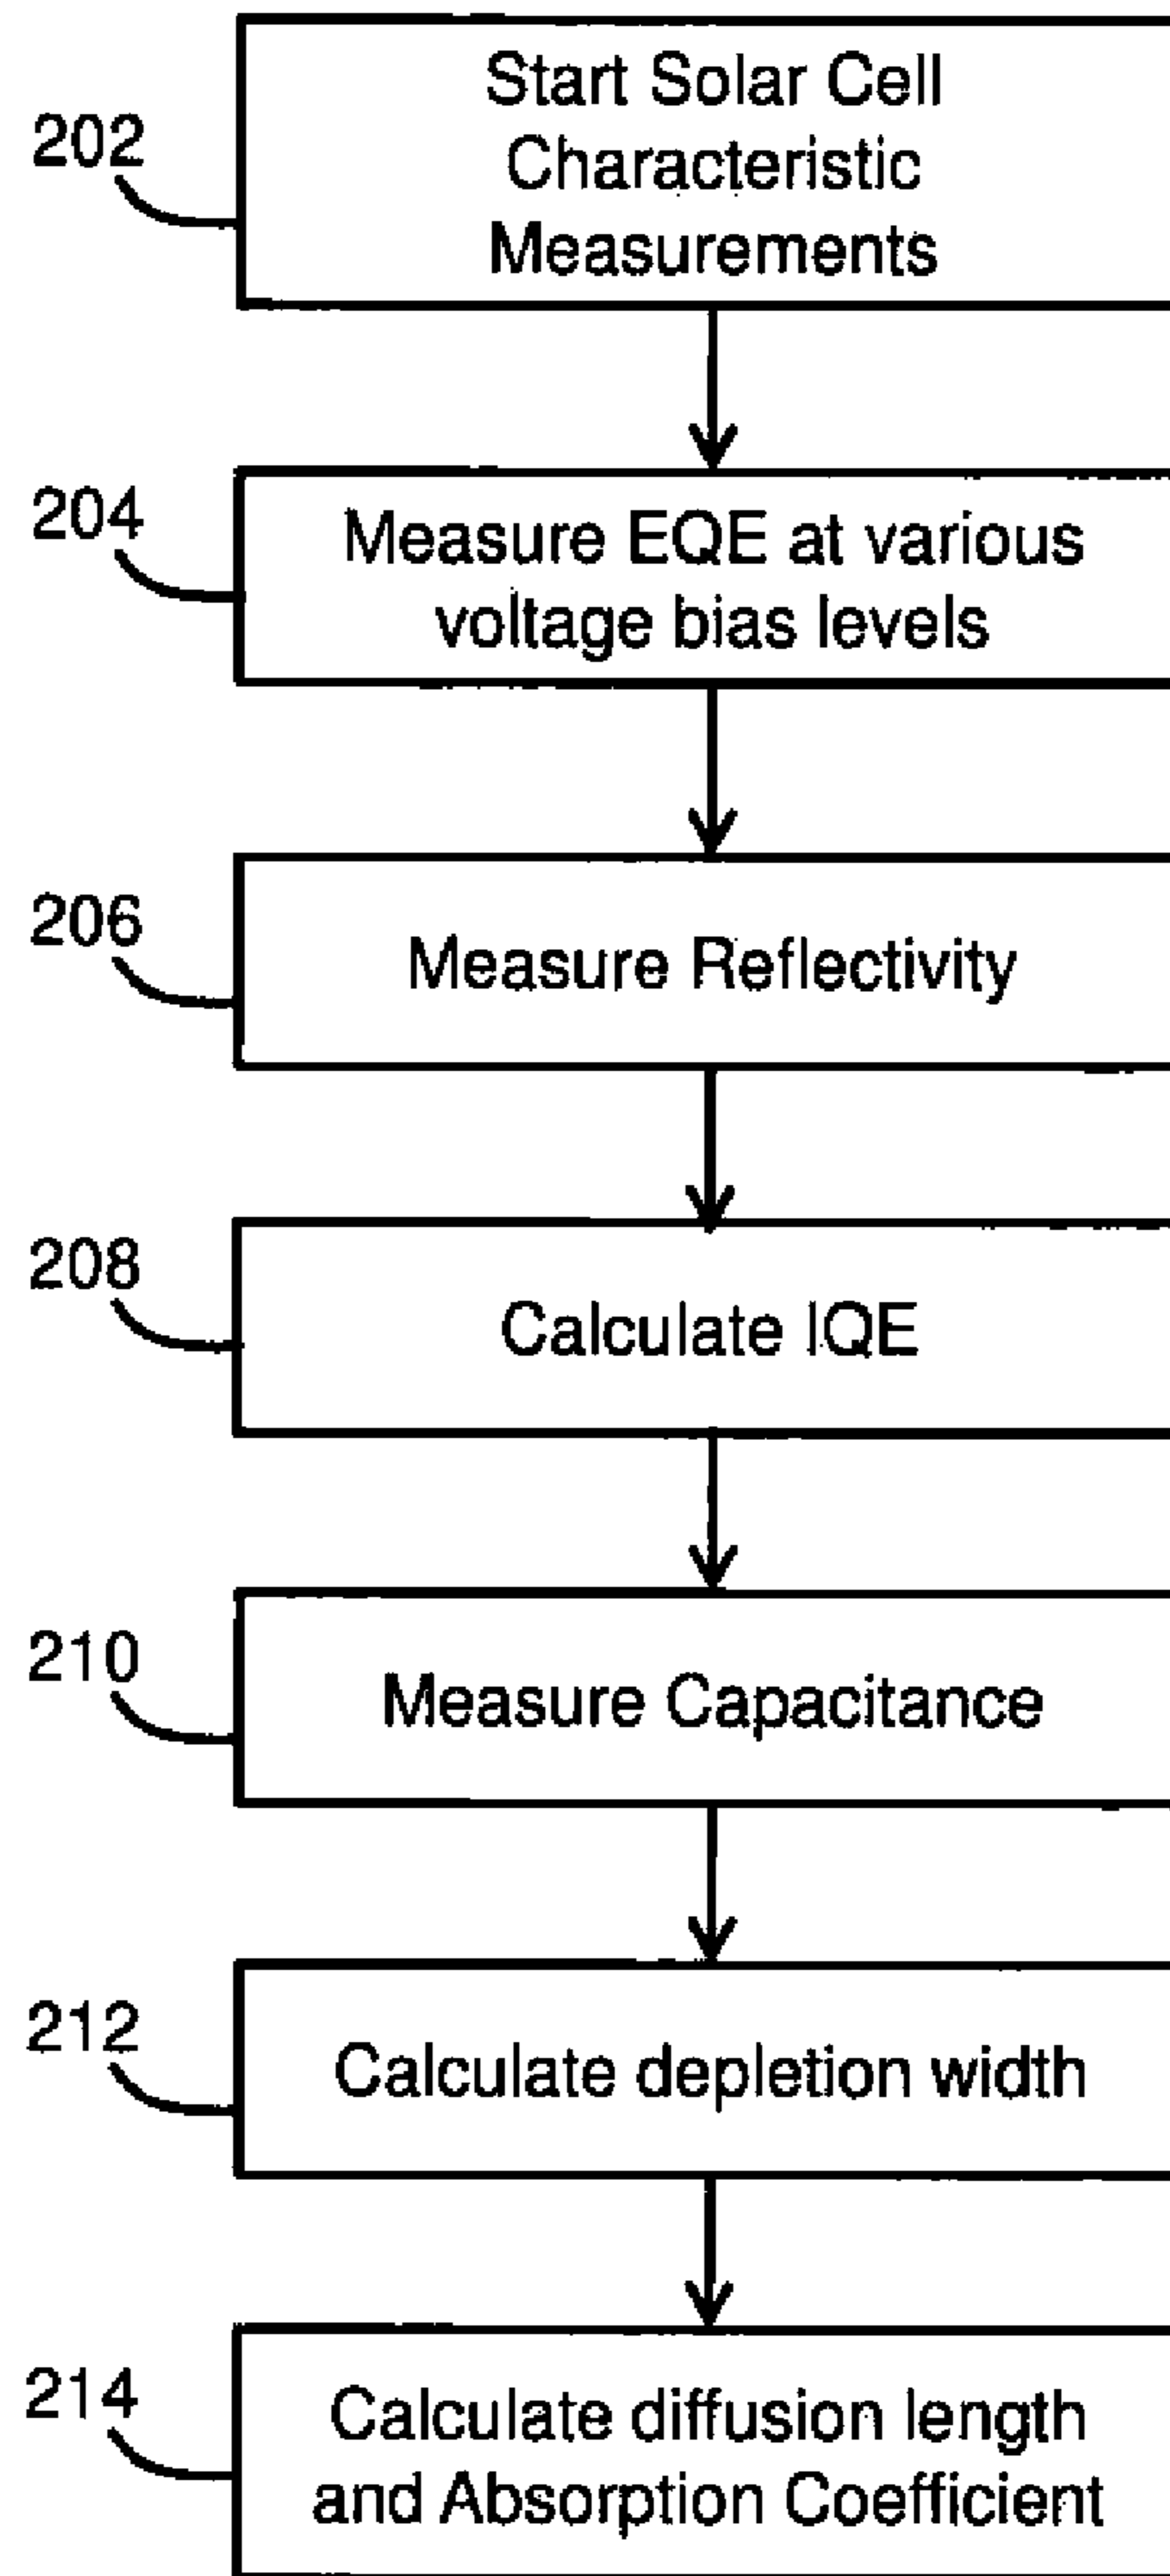 202
Start Solar Cell
Characteristic
Measurements
204
Measure EQE at various
voltage bias levels
206
Measure Reflectivity
208
Calculate IQE
210
Measure Capacitance
212
Calculate depletion width
214
Calculate diffusion length
and Absorption Coefficient